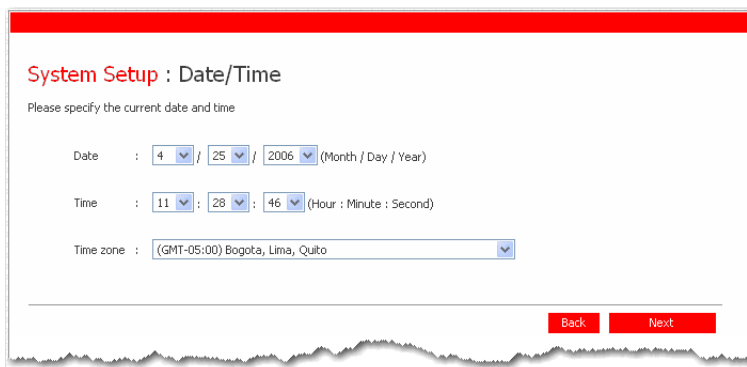 System Setup : Date/Time
Please specify the current date and time
Date : 4 / 25 / 2006 (Month / Day / Year)
Time : 11 : 28 : 46 (Hour : Minute : Second)
Time zone : (GMT-05:00) Bogota, Lima, Quito
Back Next